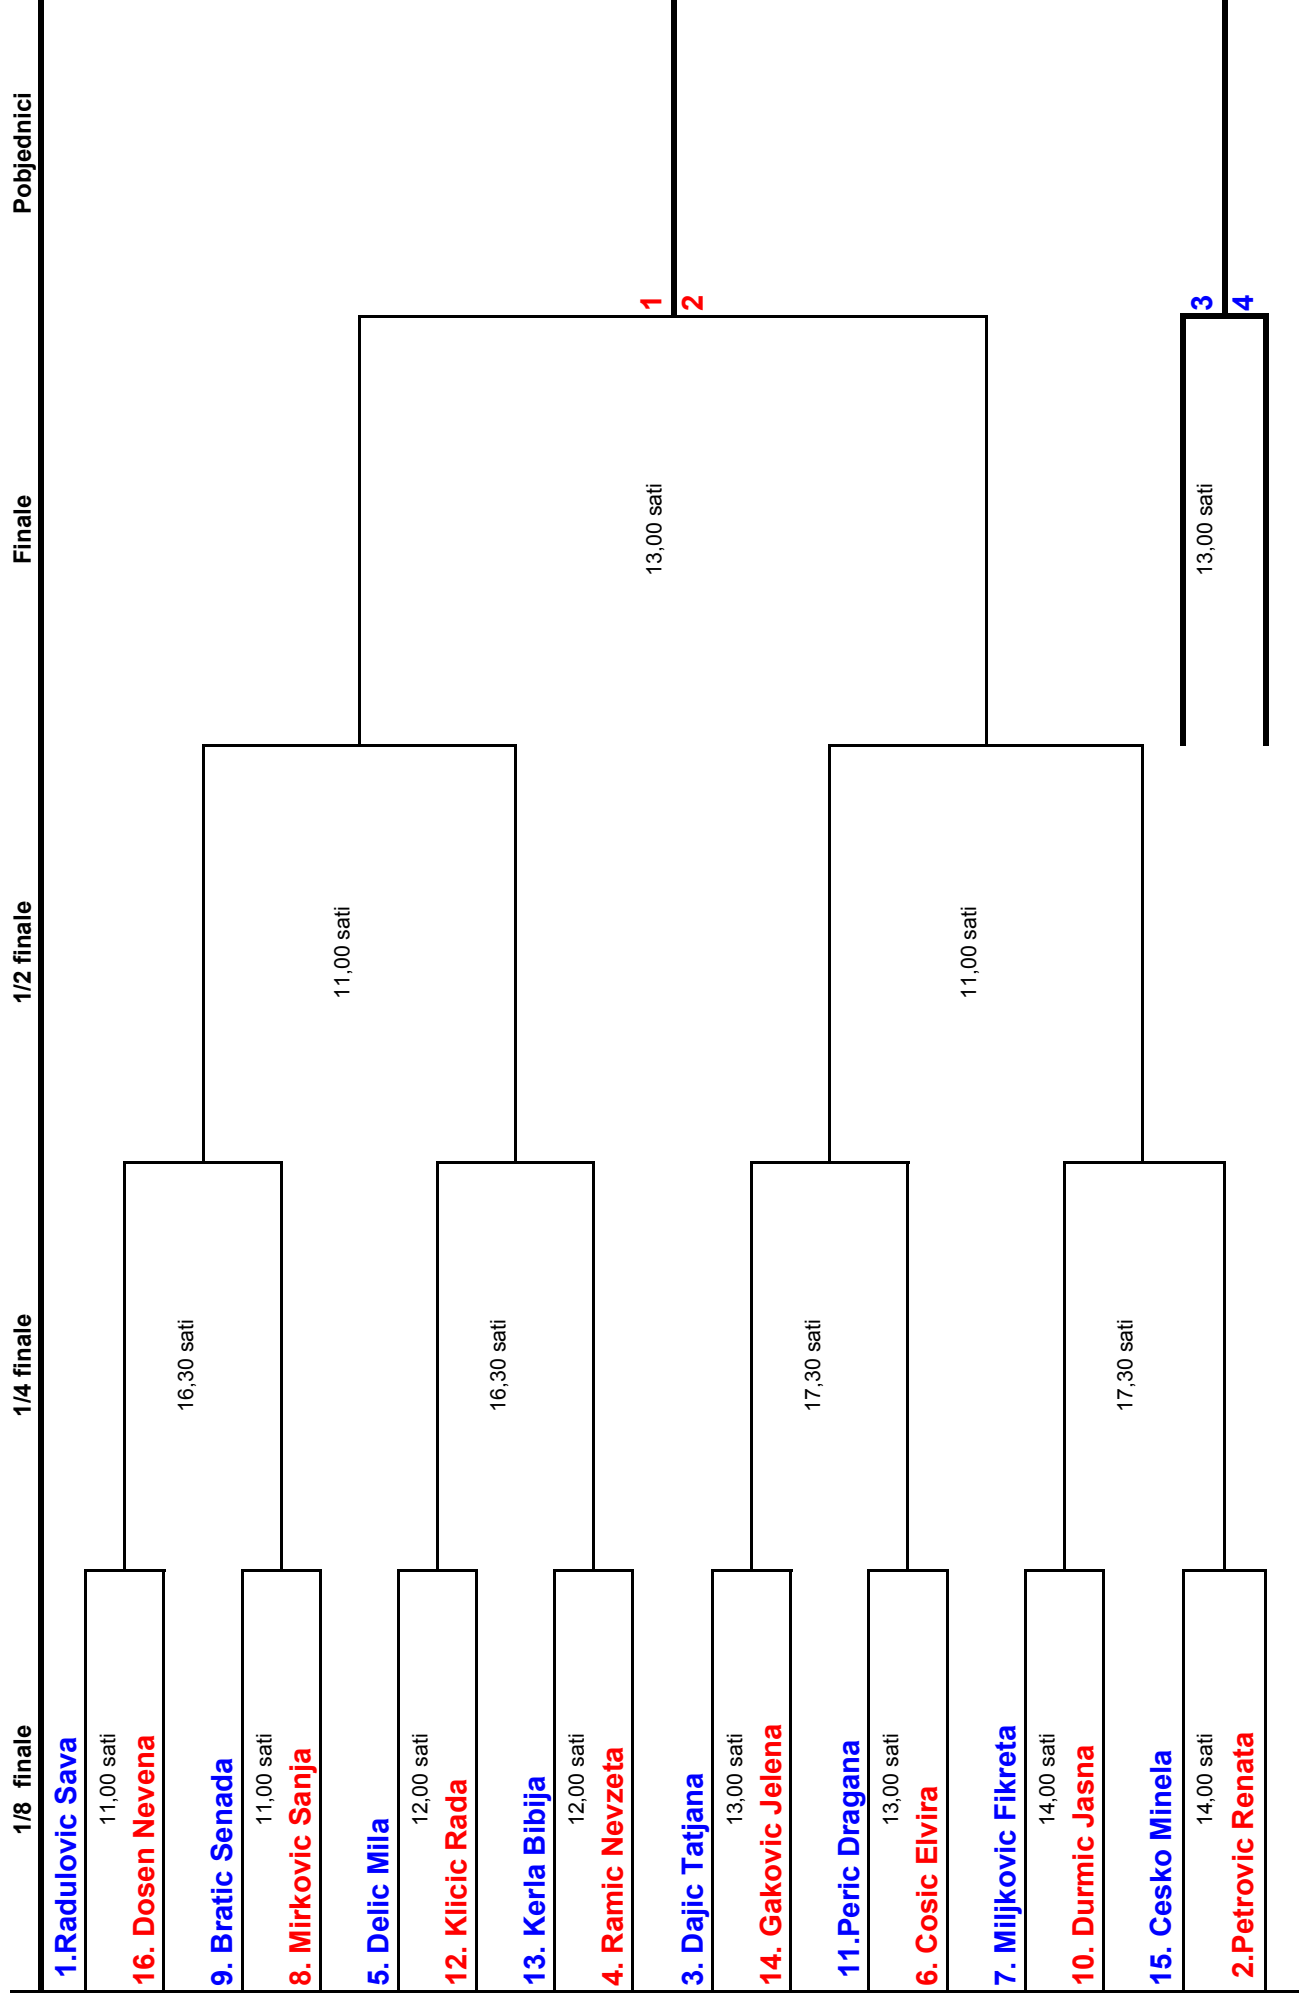 1/8 finale
1/4 finale
1/2 finale
Finale
Pobjednici
1.Radulovic Sava
11,00 sati
16. Dosen Nevena
16,30 sati
9. Bratic Senada
11,00 sati
8. Mirkovic Sanja
11,00 sati
5. Delic Mila
12,00 sati
12. Klicic Rada
16,30 sati
13. Kerla Bibija
12,00 sati
4. Ramic Nevzeta
13,00 sati
1
2
3. Dajic Tatjana
13,00 sati
14. Gakovic Jelena
17,30 sati
11.Peric Dragana
13,00 sati
6. Cosic Elvira
11,00 sati
7. Miljkovic Fikreta
14,00 sati
10. Durmic Jasna
17,30 sati
15. Cesko Minela
14,00 sati
13,00 sati
3
2.Petrovic Renata
4